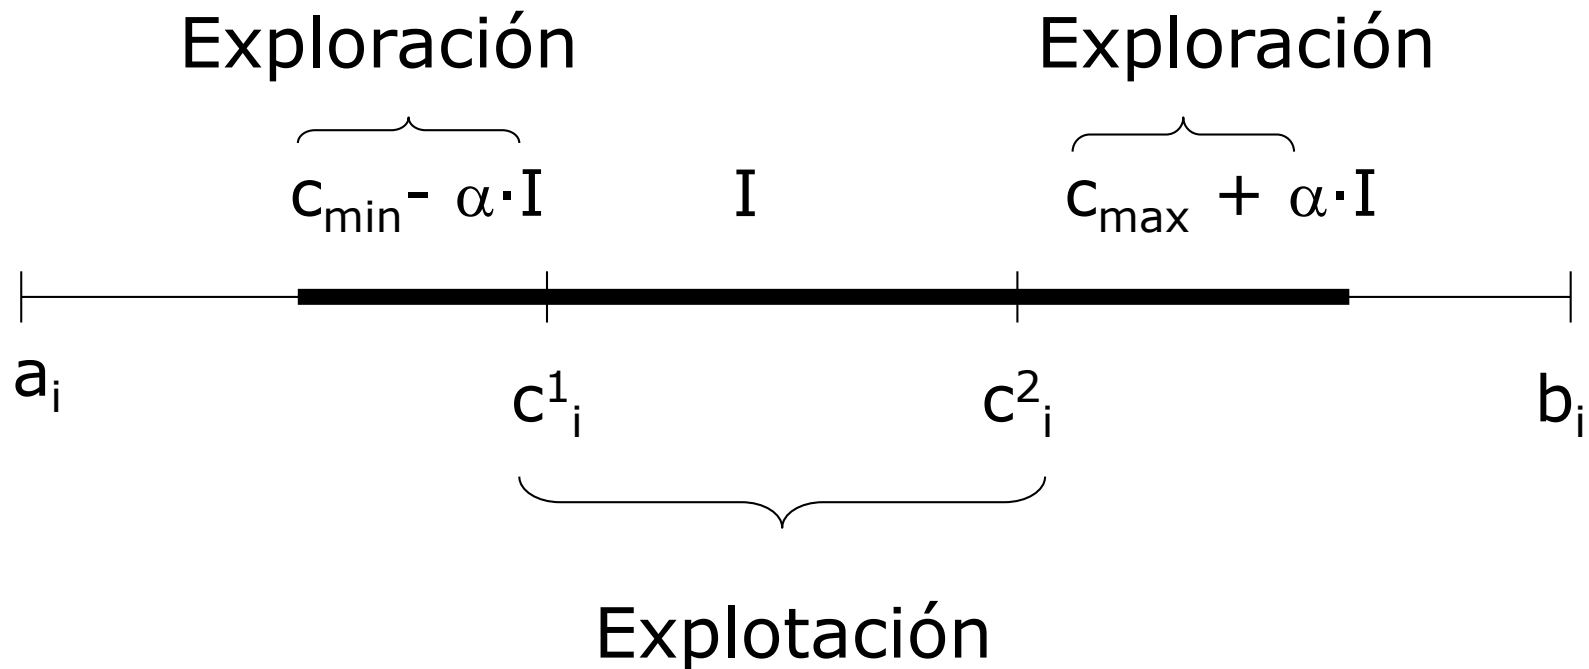 Exploración Exploración
c_min - α·I I c_max + α·I
a_i c^1_i c^2_i b_i
Explotación